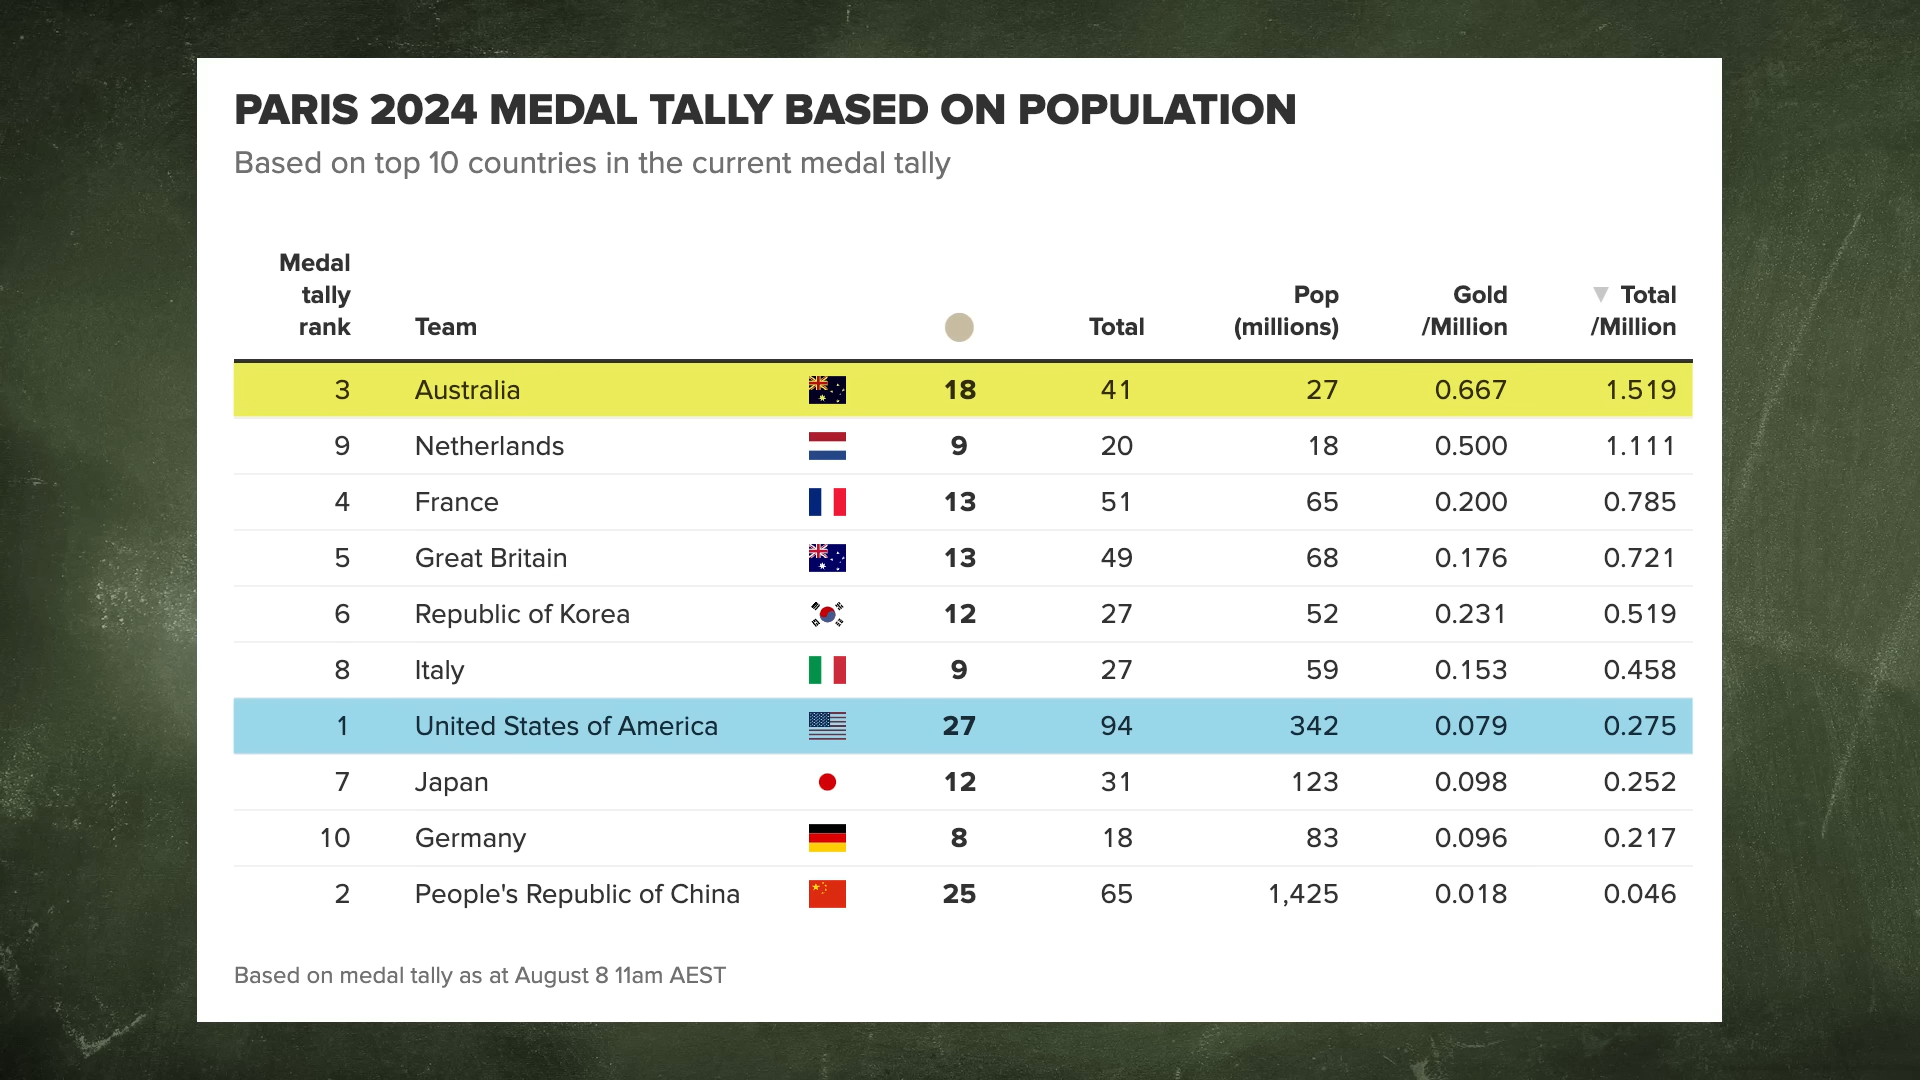 PARIS 2024 MEDAL TALLY BASED ON POPULATION
Based on top 10 countries in the current medal tally
Medal tally rank Team Total Pop (millions) Gold /Million ▼ Total /Million
3 Australia 18 41 27 0.667 1.519
9 Netherlands 9 20 18 0.500 1.111
4 France 13 51 65 0.200 0.785
5 Great Britain 13 49 68 0.176 0.721
6 Republic of Korea 12 27 52 0.231 0.519
8 Italy 9 27 59 0.153 0.458
1 United States of America 27 94 342 0.079 0.275
7 Japan 12 31 123 0.098 0.252
10 Germany 8 18 83 0.096 0.217
2 People's Republic of China 25 65 1,425 0.018 0.046
Based on medal tally as at August 8 11am AEST